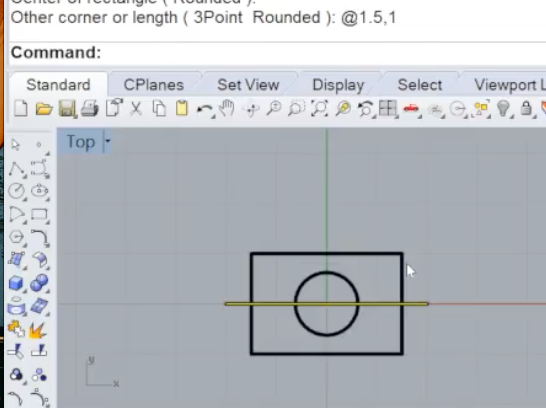 Center of rectangle ( Rounded ):
Other corner or length ( 3Point Rounded ): @1.5,1
Command:
Standard CPlanes Set View Display Select Viewport L
Top
y
x